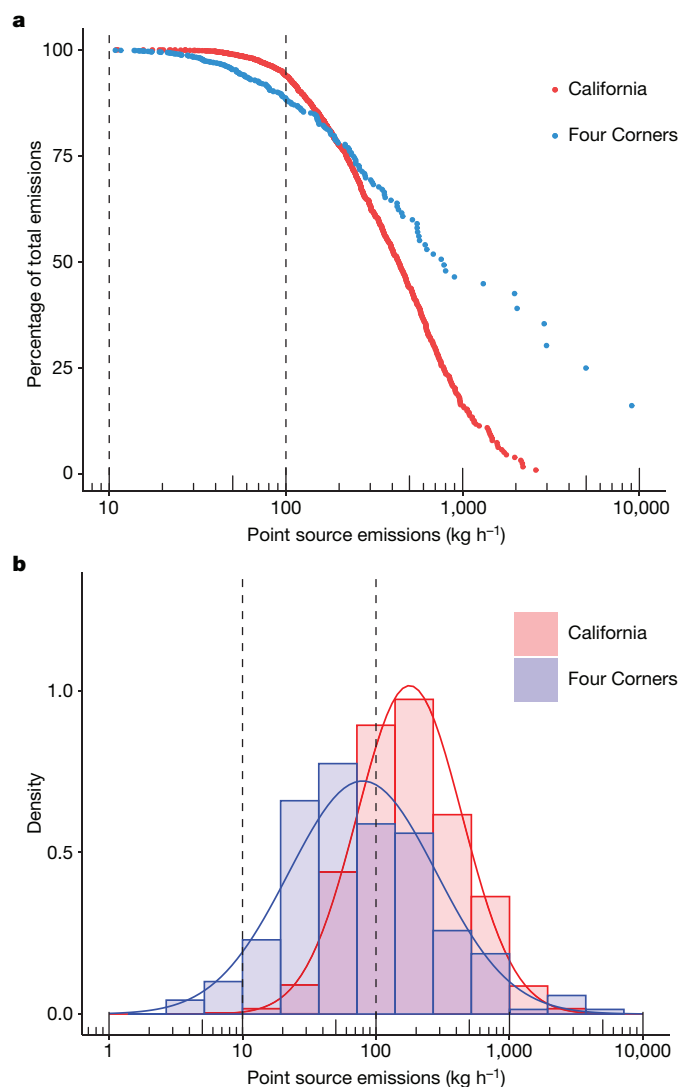 a
100
75
50
25
0
Percentage of total emissions
California
Four Corners
10
100
1,000
10,000
Point source emissions (kg h⁻¹)
b
California
Four Corners
1.0
0.5
0.0
Density
1
10
100
1,000
10,000
Point source emissions (kg h⁻¹)